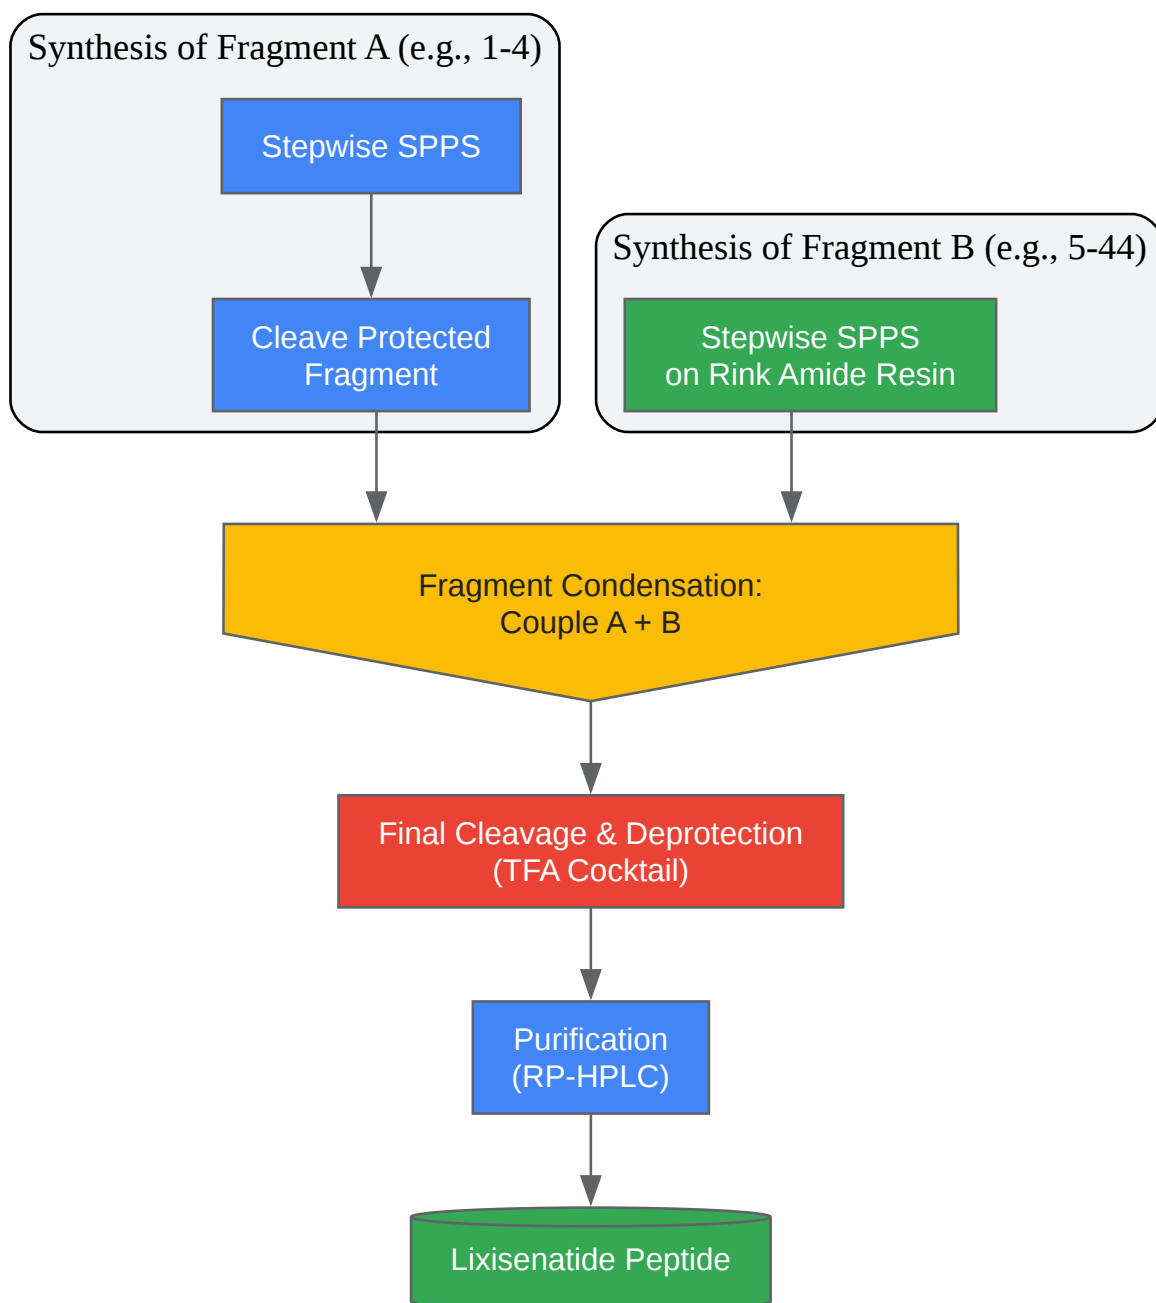 Synthesis of Fragment A (e.g., 1-4)
Stepwise SPPS
Cleave Protected
Fragment
Synthesis of Fragment B (e.g., 5-44)
Stepwise SPPS
on Rink Amide Resin
Fragment Condensation:
Couple A + B
Final Cleavage & Deprotection
(TFA Cocktail)
Purification
(RP-HPLC)
Lixisenatide Peptide